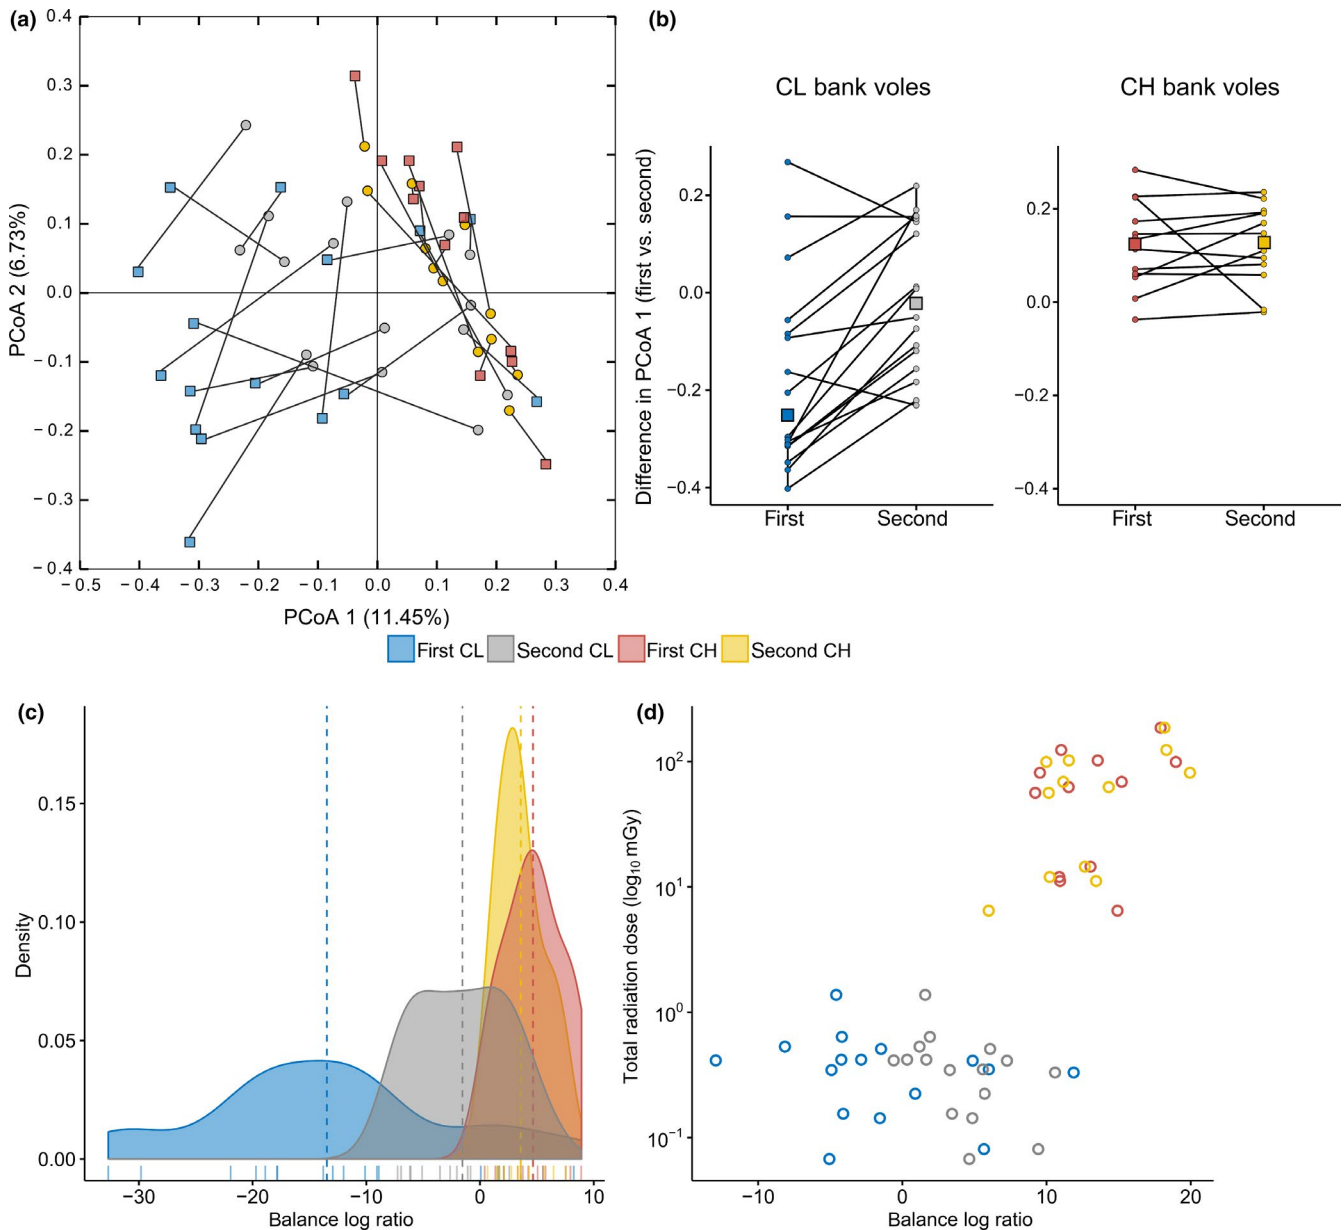 (a)
0.4
0.3
0.2
0.1
0.0
−0.1
−0.2
−0.3
−0.4
PCoA 2 (6.73%)
−0.5 −0.4 −0.3 −0.2 −0.1 0.0 0.1 0.2 0.3 0.4
PCoA 1 (11.45%)
(b)
CL bank voles
CH bank voles
Difference in PCoA 1 (first vs. second)
0.2
0.0
−0.2
−0.4
First Second
0.2
0.0
−0.2
−0.4
First Second
First CL Second CL First CH Second CH
(c)
Density
0.15
0.10
0.05
0.00
−30 −20 −10 0 10
Balance log ratio
(d)
Total radiation dose (log₁₀ mGy)
10²
10¹
10⁰
10⁻¹
−10 0 10 20
Balance log ratio